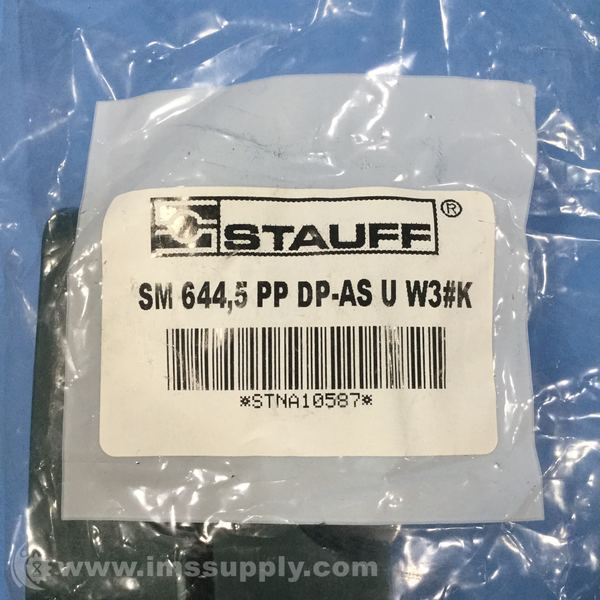 STAUFF®
SM 644,5 PP DP-AS U W3#K
*STNA10587*
www.imssupply.com